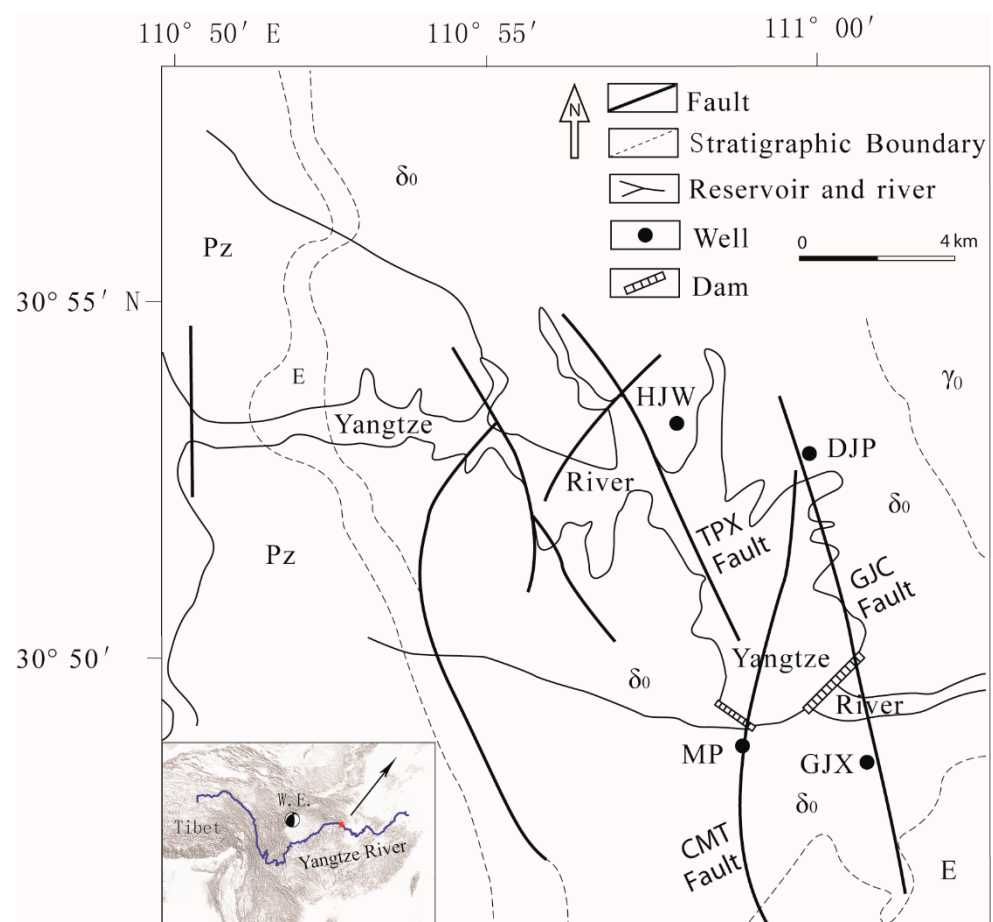 110° 50′ E
110° 55′
111° 00′
N
Fault
Stratigraphic Boundary
Reservoir and river
Well
Dam
0 4 km
δ0
Pz
30° 55′ N
E
γ0
Yangtze
HJW
DJP
River
δ0
TPX
Fault
GJC
Fault
Pz
30° 50′
Yangtze
δ0
River
MP
GJX
δ0
CMT
Fault
E
W.E.
Tibet
Yangtze River